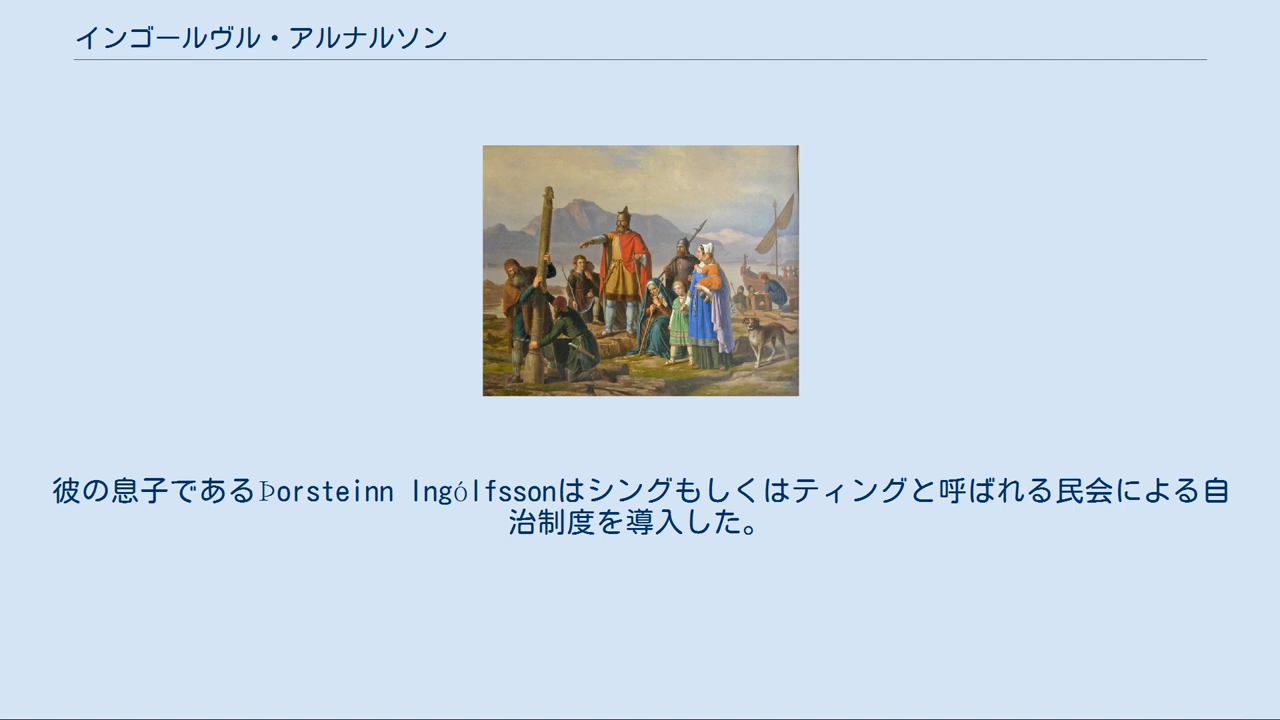 インゴールヴル・アルナルソン
彼の息子であるÞorsteinn Ingólfssonはシングもしくはティングと呼ばれる民会による自
治制度を導入した。